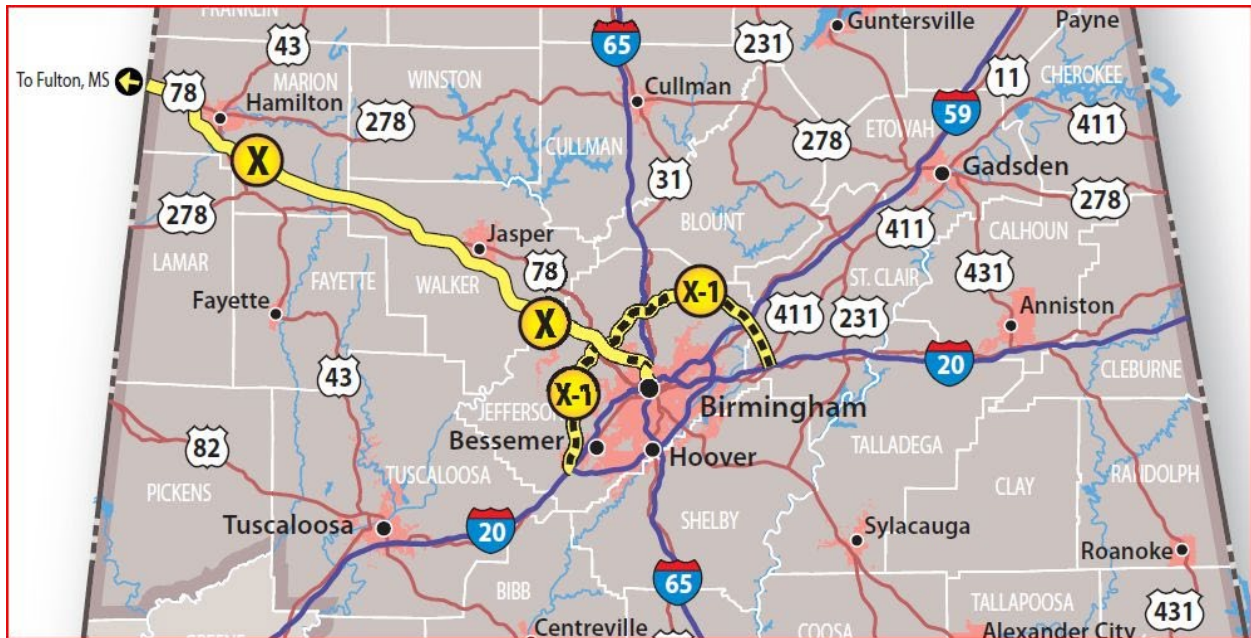 FRANKLIN
43
65
231
Guntersville
Payne
To Fulton, MS
78
MARION
WINSTON
Cullman
11
CHEROKEE
Hamilton
278
59
ETOWAH
411
CULLMAN
278
X
31
Gadsden
278
BLOUNT
411
278
CALHOUN
LAMAR
Jasper
78
ST. CLAIR
431
FAYETTE
WALKER
X-1
Fayette
X
411
231
Anniston
43
20
CLEBURNE
X-1
JEFFERSON
Birmingham
82
Bessemer
Hoover
TALLADEGA
PICKENS
TUSCALOOSA
CLAY
RANDOLPH
Tuscaloosa
20
SHELBY
Sylacauga
Roanoke
65
BIBB
TALLAPOOSA
431
Centreville
COOSA
Alexander City